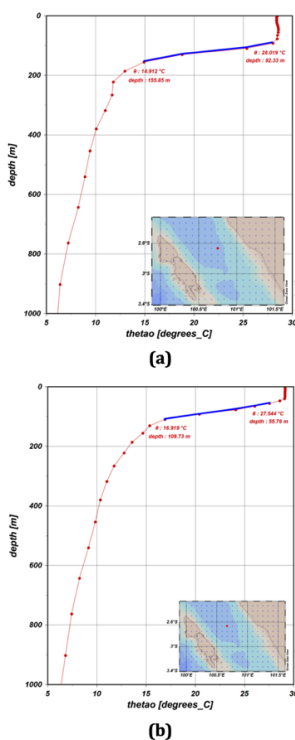 0
200
400
600
800
1000
depth [m]
5 10 15 20 25 30
thetao [degrees_C]
θ : 14.912 °C
depth : 155.85 m
θ : 28.019 °C
depth : 92.33 m
2.6°S
3°S
3.4°S
100°E 100.5°E 101°E 101.5°E
(a)
0
200
400
600
800
1000
depth [m]
5 10 15 20 25 30
thetao [degrees_C]
θ : 16.919 °C
depth : 109.73 m
θ : 27.544 °C
depth : 55.76 m
2.6°S
3°S
3.4°S
100°E 100.5°E 101°E 101.5°E
(b)